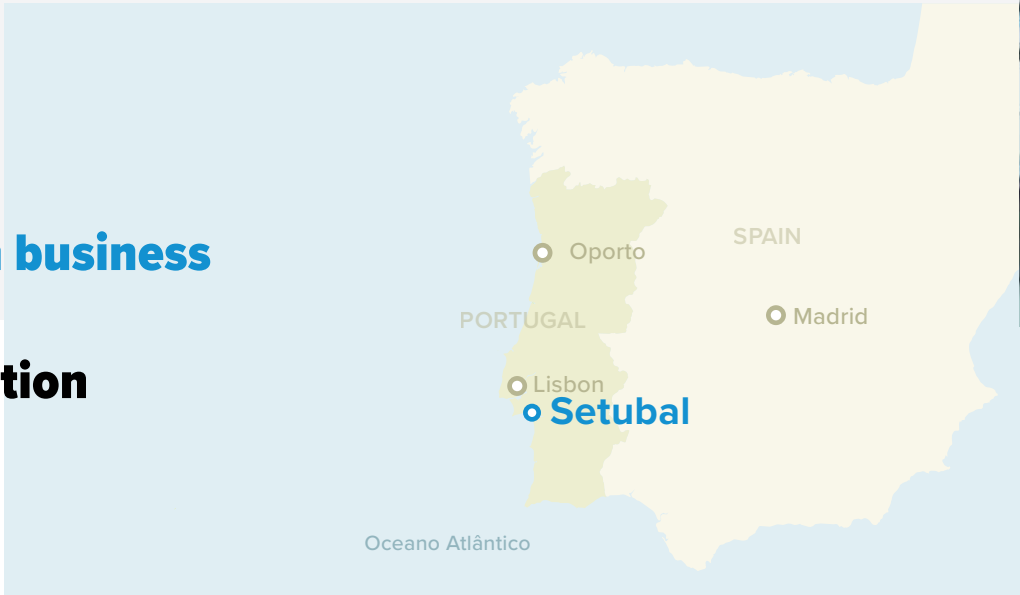 business
tion
SPAIN
Oporto
Madrid
PORTUGAL
Lisbon
Setubal
Oceano Atlântico